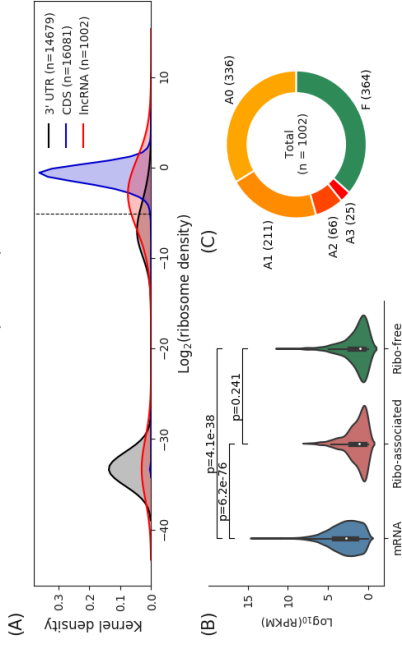 (A)
3' UTR (n=14679)
CDS (n=16081)
lncRNA (n=1002)
Kernel density
0.3
0.2
0.1
0.0
−40
−30
−20
−10
0
10
Log₂(ribosome density)
(B)
p=4.1e-38
p=6.2e-76
p=0.241
Log₁₀(RPKM)
15
10
5
0
mRNA
Ribo-associated
Ribo-free
(C)
A0 (336)
A1 (211)
A2 (66)
A3 (25)
F (364)
Total
(n = 1002)